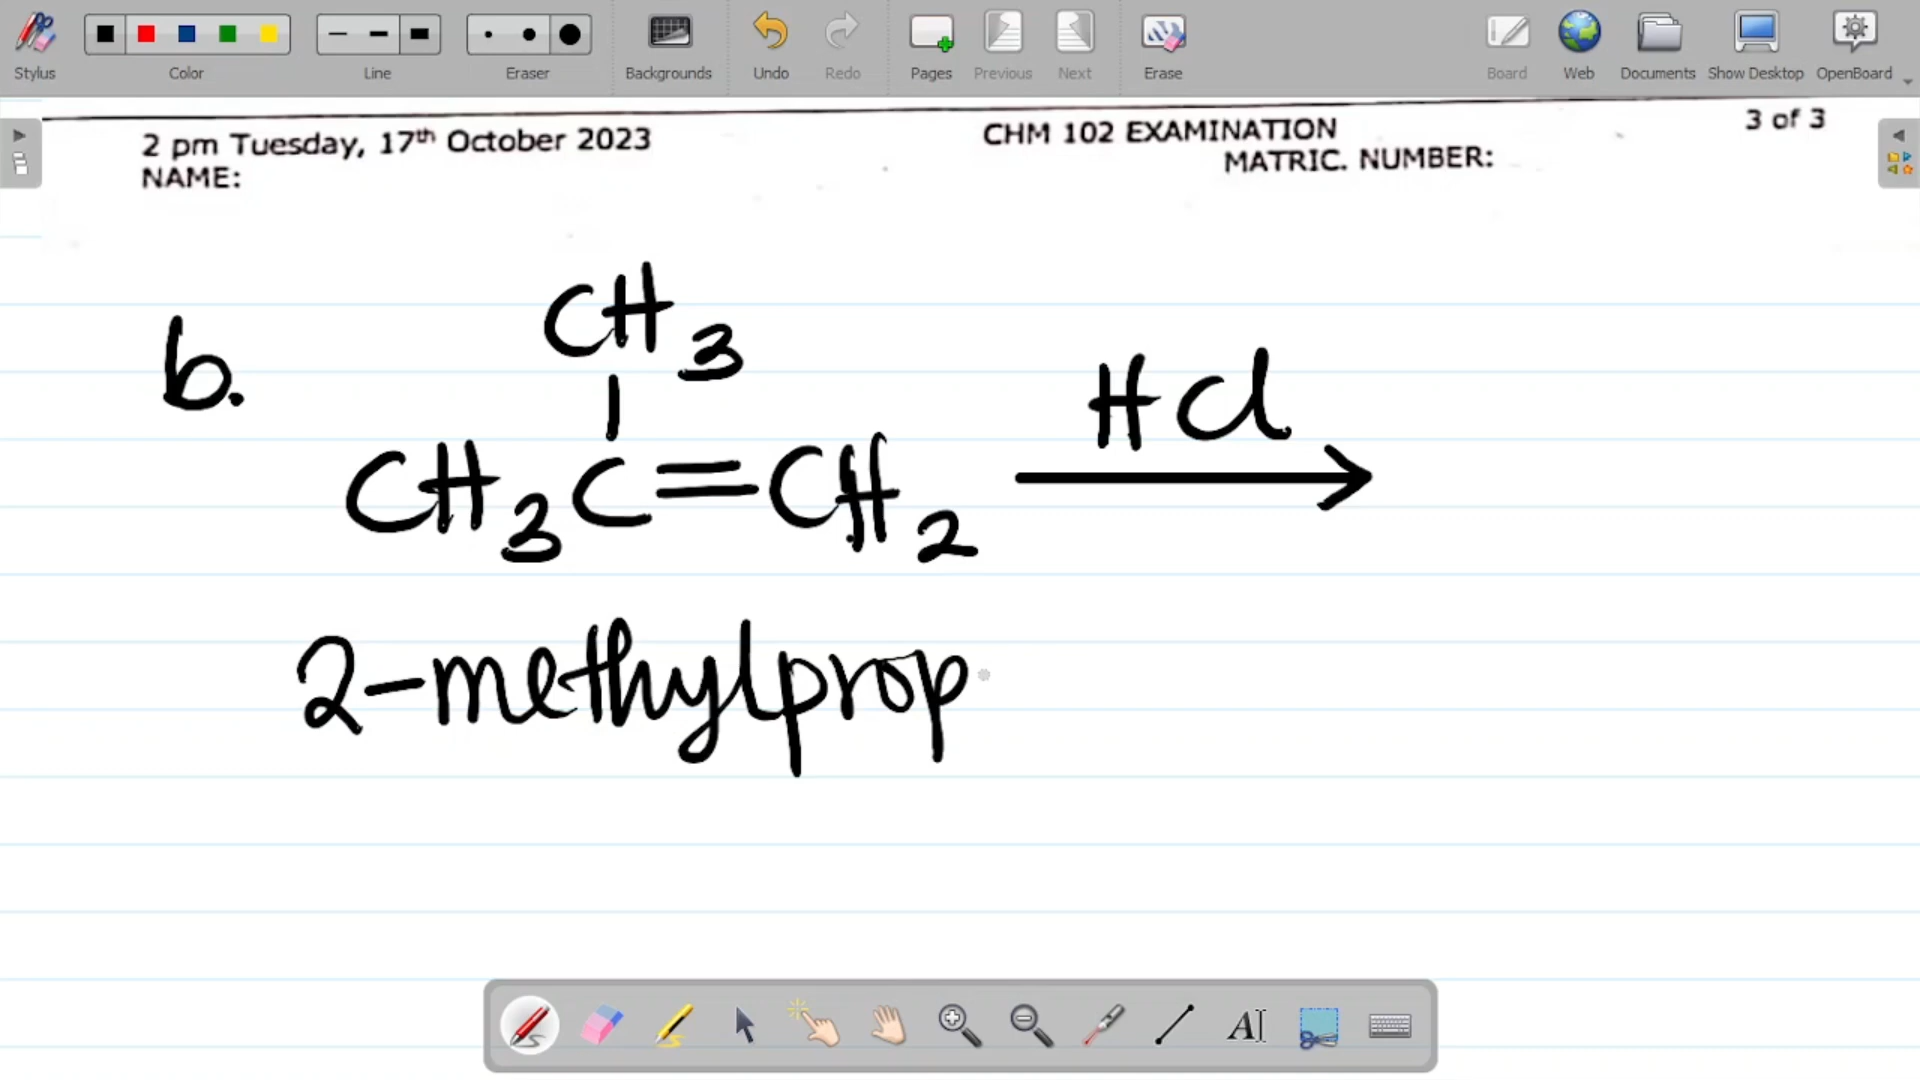 Stylus Color Line Eraser Backgrounds Undo Redo Pages Previous Next Erase Board Web Documents Show Desktop OpenBoard
2 pm Tuesday, 17th October 2023 CHM 102 EXAMINATION 3 of 3
NAME: MATRIC. NUMBER:
b. CH3
HCl
CH3C=CH2
2-methylprop